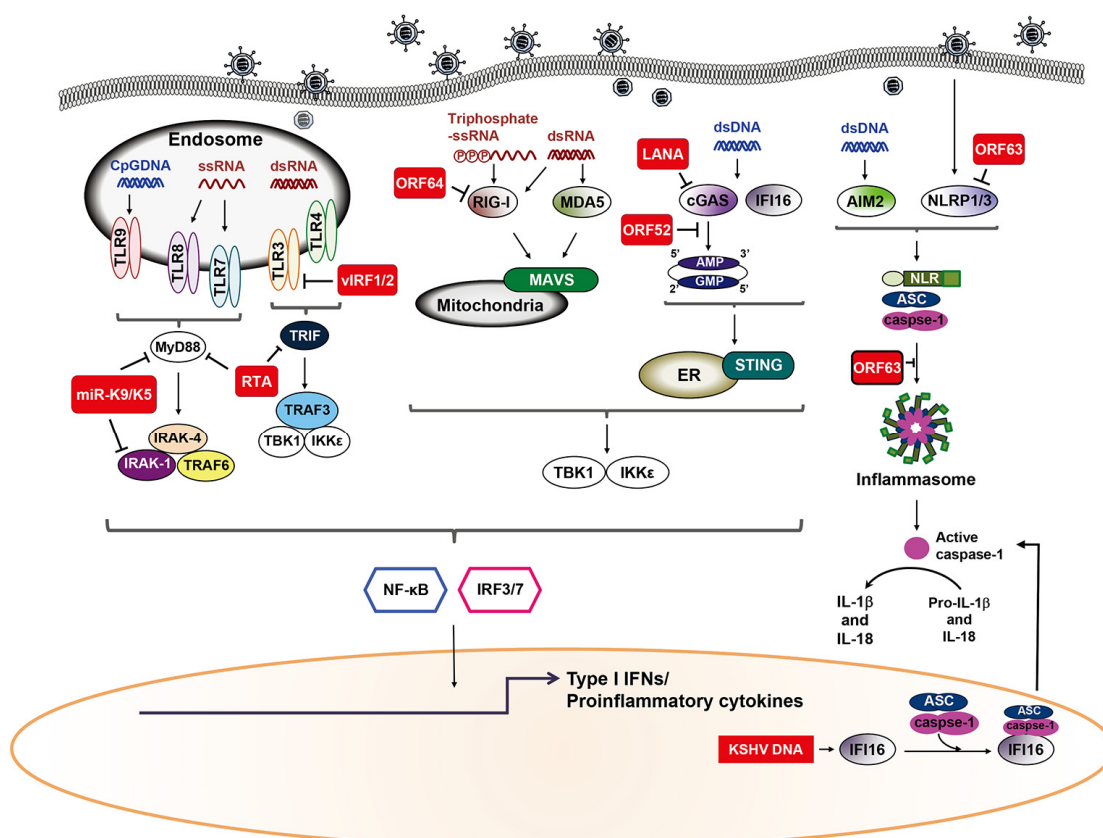 Endosome
CpGDNA
ssRNA
dsRNA
TLR9
TLR8
TLR7
TLR3
TLR4
vIRF1/2
MyD88
TRIF
miR-K9/K5
RTA
IRAK-4
IRAK-1
TRAF6
TRAF3
TBK1
IKKε
Triphosphate
-ssRNA
PPP
dsRNA
ORF64
RIG-I
MDA5
MAVS
Mitochondria
dsDNA
LANA
cGAS
IFI16
ORF52
5’
3’
AMP
GMP
2’
5’
ER
STING
TBK1
IKKε
dsDNA
ORF63
AIM2
NLRP1/3
NLR
ASC
caspse-1
ORF63
Inflammasome
Active
caspase-1
IL-1β
and
IL-18
Pro-IL-1β
and
IL-18
NF-κB
IRF3/7
Type I IFNs/
Proinflammatory cytokines
KSHV DNA
IFI16
ASC
caspse-1
ASC
caspse-1
IFI16